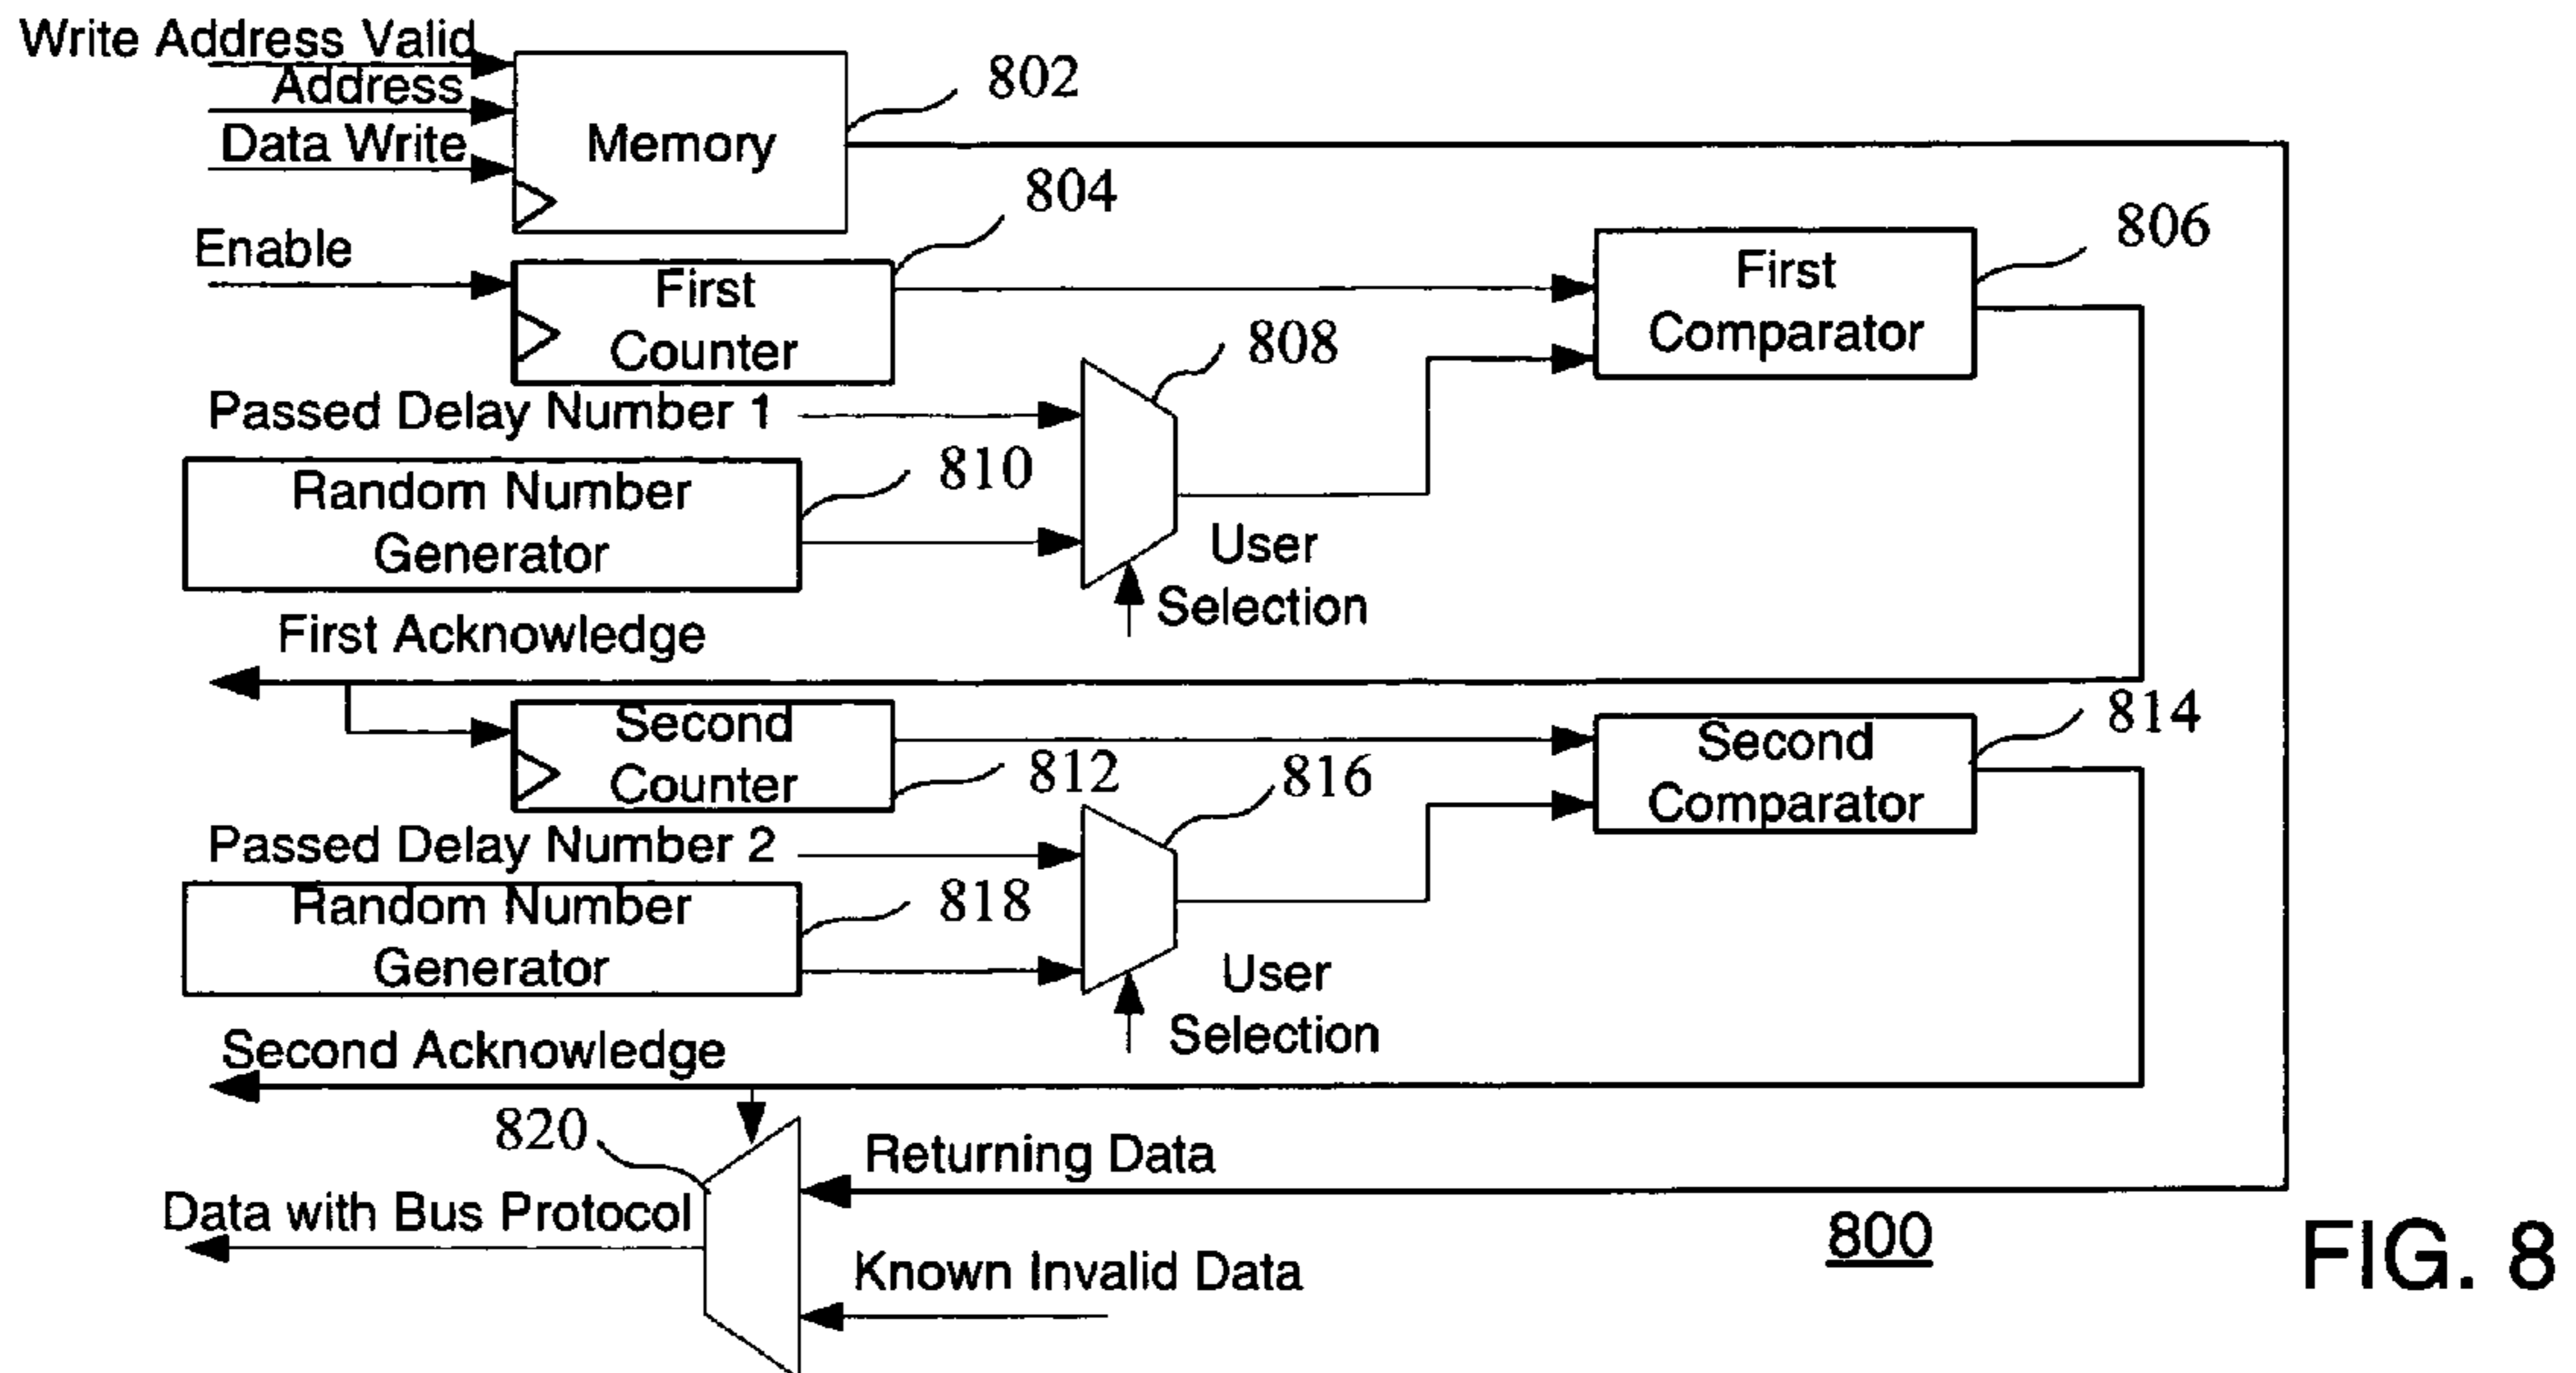 Write Address Valid
Address
Data Write
Memory
802
804
Enable
First
Counter
First
Comparator
806
808
Passed Delay Number 1
Random Number
Generator
810
User
Selection
First Acknowledge
Second
Counter
812
Second
Comparator
814
816
Passed Delay Number 2
Random Number
Generator
818
User
Selection
Second Acknowledge
820
Returning Data
Data with Bus Protocol
Known Invalid Data
800
FIG. 8